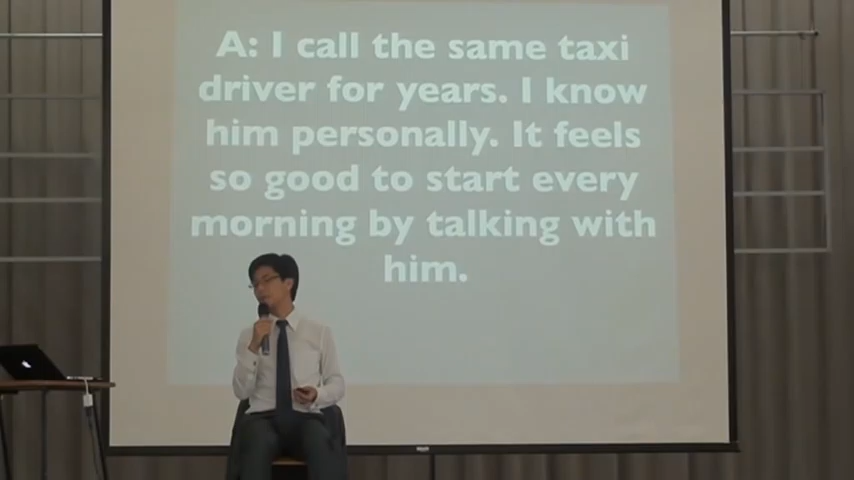 A: I call the same taxi
driver for years. I know
him personally. It feels
so good to start every
morning by talking with
him.